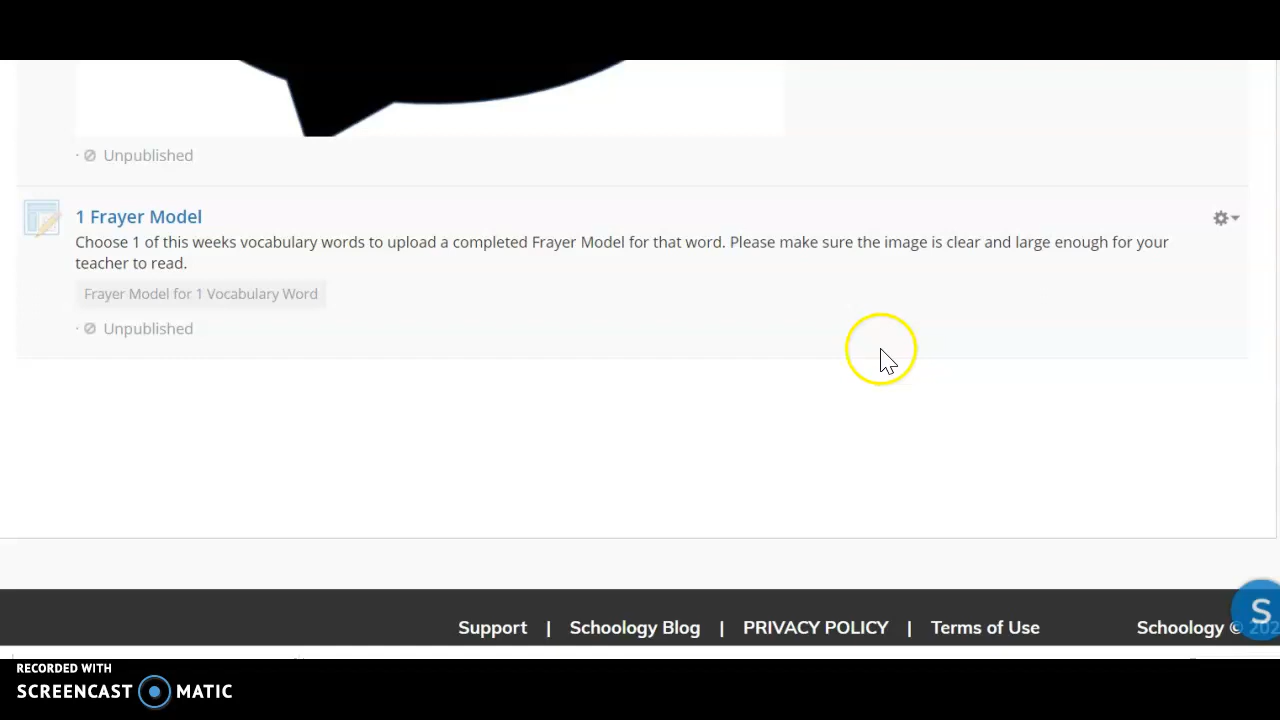 · Unpublished
1 Frayer Model
Choose 1 of this weeks vocabulary words to upload a completed Frayer Model for that word. Please make sure the image is clear and large enough for your
teacher to read.
Frayer Model for 1 Vocabulary Word
· Unpublished
S
Support | Schoology Blog | PRIVACY POLICY | Terms of Use
Schoology ©
RECORDED WITH
SCREENCAST MATIC